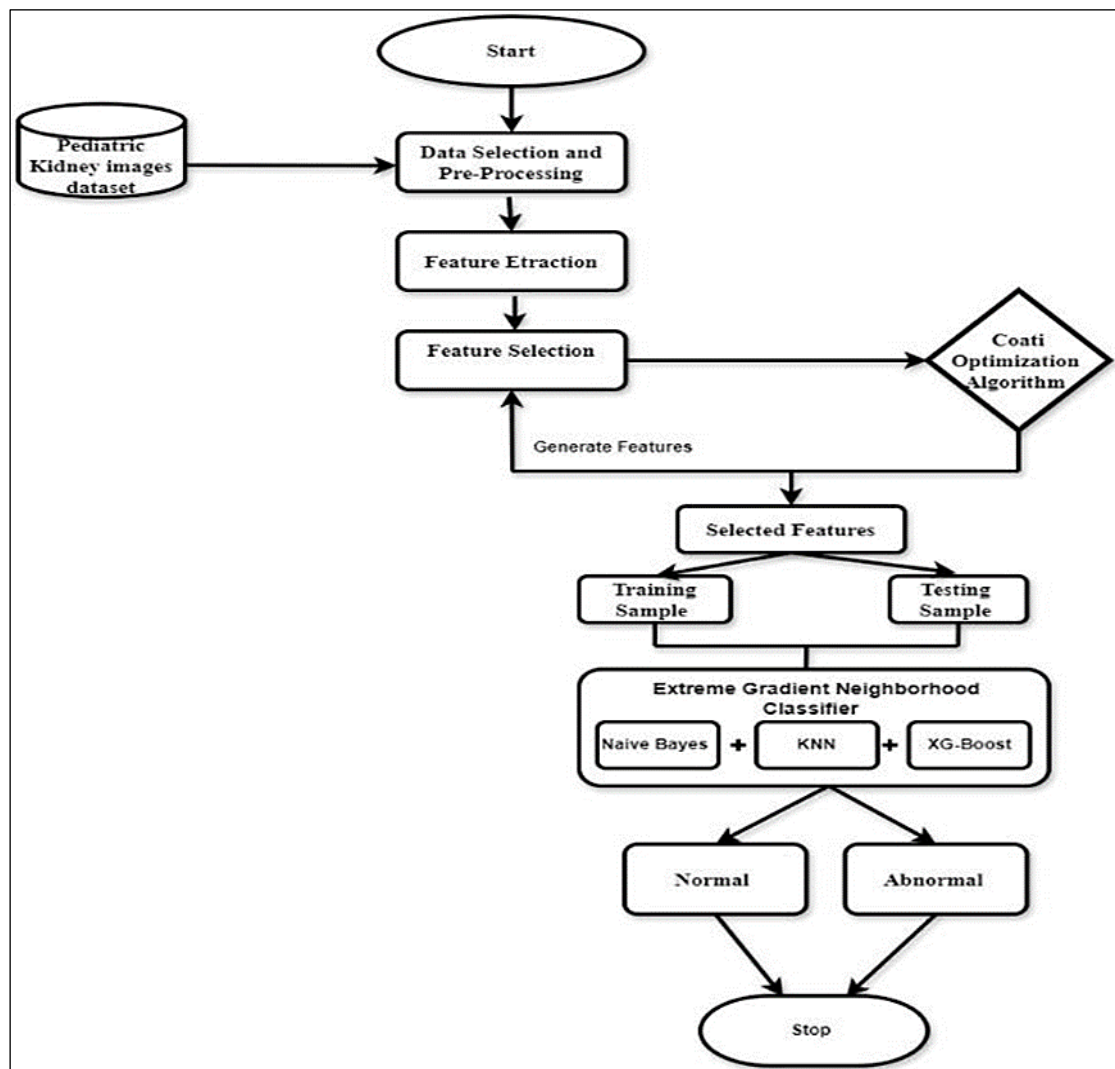 Start
Pediatric
Kidney images
dataset
Data Selection and
Pre-Processing
Feature Etraction
Feature Selection
Coati
Optimization
Algorithm
Generate Features
Selected Features
Training
Sample
Testing
Sample
Extreme Gradient Neighborhood
Classifier
Naive Bayes + KNN + XG-Boost
Normal
Abnormal
Stop